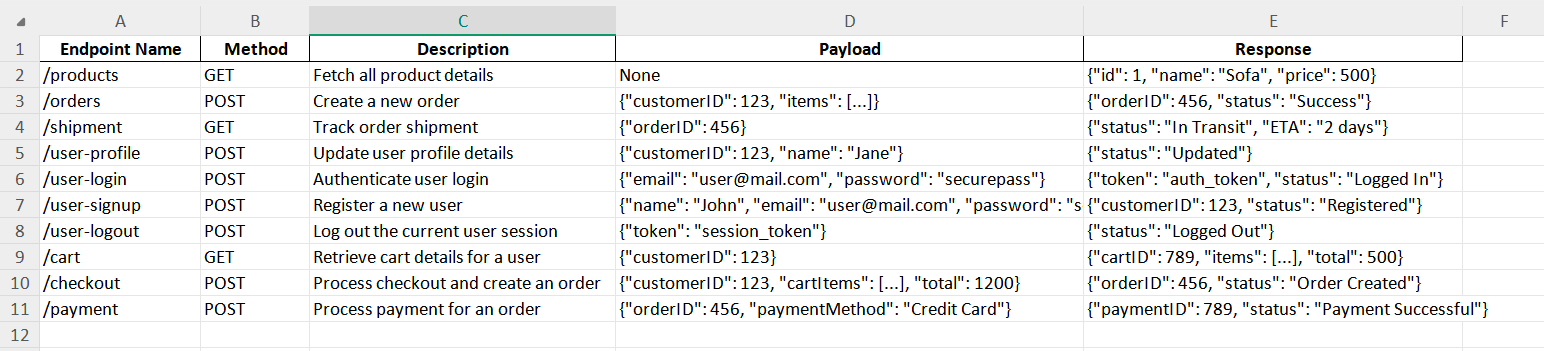 A B C D E F
1 Endpoint Name Method Description Payload Response
2 /products GET Fetch all product details None {"id": 1, "name": "Sofa", "price": 500}
3 /orders POST Create a new order {"customerID": 123, "items": [...]} {"orderID": 456, "status": "Success"}
4 /shipment GET Track order shipment {"orderID": 456} {"status": "In Transit", "ETA": "2 days"}
5 /user-profile POST Update user profile details {"customerID": 123, "name": "Jane"} {"status": "Updated"}
6 /user-login POST Authenticate user login {"email": "user@mail.com", "password": "securepass"} {"token": "auth_token", "status": "Logged In"}
7 /user-signup POST Register a new user {"name": "John", "email": "user@mail.com", "password": "s {"customerID": 123, "status": "Registered"}
8 /user-logout POST Log out the current user session {"token": "session_token"} {"status": "Logged Out"}
9 /cart GET Retrieve cart details for a user {"customerID": 123} {"cartID": 789, "items": [...], "total": 500}
10 /checkout POST Process checkout and create an order {"customerID": 123, "cartItems": [...], "total": 1200} {"orderID": 456, "status": "Order Created"}
11 /payment POST Process payment for an order {"orderID": 456, "paymentMethod": "Credit Card"} {"paymentID": 789, "status": "Payment Successful"}
12